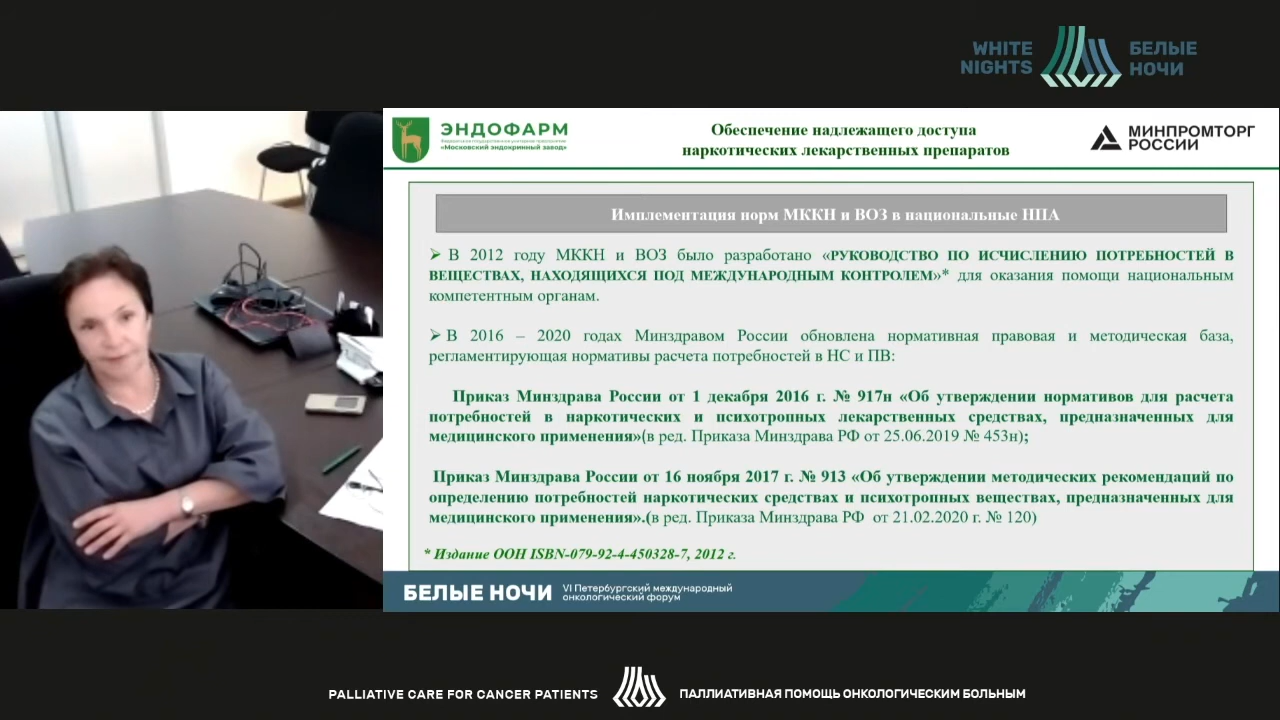 WHITE
NIGHTS
БЕЛЫЕ
НОЧИ
ЭНДОФАРМ
«Московский эндокринный завод»
Обеспечение надлежащего доступа
наркотических лекарственных препаратов
МИНПРОМТОРГ
РОССИИ
Имплементация норм МККН и ВОЗ в национальные НПА
➢ В 2012 году МККН и ВОЗ было разработано «РУКОВОДСТВО ПО ИСЧИСЛЕНИЮ ПОТРЕБНОСТЕЙ В
ВЕЩЕСТВАХ, НАХОДЯЩИХСЯ ПОД МЕЖДУНАРОДНЫМ КОНТРОЛЕМ»* для оказания помощи национальным
компетентным органам.
➢ В 2016 – 2020 годах Минздравом России обновлена нормативная правовая и методическая база,
регламентирующая нормативы расчета потребностей в НС и ПВ:
Приказ Минздрава России от 1 декабря 2016 г. № 917н «Об утверждении нормативов для расчета
потребностей в наркотических и психотропных лекарственных средствах, предназначенных для
медицинского применения»(в ред. Приказа Минздрава РФ от 25.06.2019 № 453н);
Приказ Минздрава России от 16 ноября 2017 г. № 913 «Об утверждении методических рекомендаций по
определению потребностей наркотических средствах и психотропных веществах, предназначенных для
медицинского применения».(в ред. Приказа Минздрава РФ от 21.02.2020 г. № 120)
* Издание ООН ISBN-079-92-4-450328-7, 2012 г.
БЕЛЫЕ НОЧИ
VI Петербургский международный
онкологический форум
PALLIATIVE CARE FOR CANCER PATIENTS
ПАЛЛИАТИВНАЯ ПОМОЩЬ ОНКОЛОГИЧЕСКИМ БОЛЬНЫМ